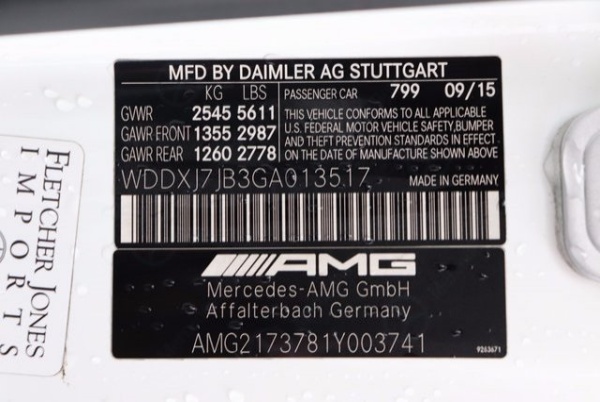 MFD BY DAIMLER AG STUTTGART
KG LBS
GVWR 2545 5611
GAWR FRONT 1355 2987
GAWR REAR 1260 2778
PASSENGER CAR 799 09/15
THIS VEHICLE CONFORMS TO ALL APPLICABLE
U.S. FEDERAL MOTOR VEHICLE SAFETY, BUMPER
AND THEFT PREVENTION STANDARDS IN EFFECT
ON THE DATE OF MANUFACTURE SHOWN ABOVE
WDDXJ7JB3GA013517 MADE IN GERMANY
AMG
Mercedes-AMG GmbH
Affalterbach Germany
AMG2173781Y003741
9263671
FLETCHER JONES
IMPORTS